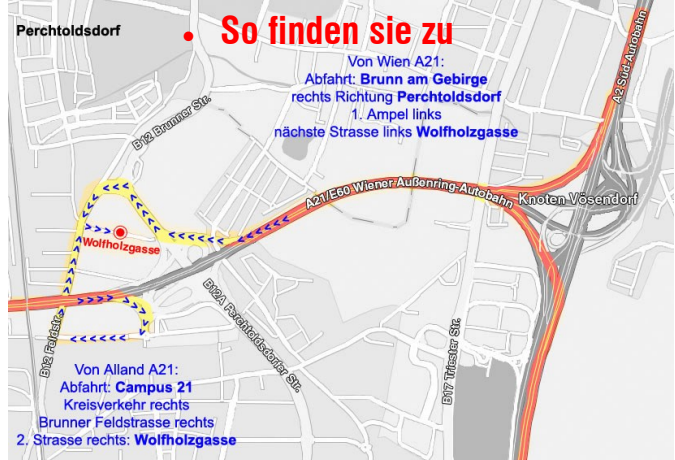 Perchtoldsdorf
• So finden sie zu
Von Wien A21:
Abfahrt: Brunn am Gebirge
rechts Richtung Perchtoldsdorf
1. Ampel links
nächste Strasse links Wolfholzgasse
A2 Süd-Autobahn
B12 Brunner Str.
A21/E60 Wiener Außenring-Autobahn
Knoten Vösendorf
Wolfholzgasse
B12A Perchtoldsdorfer Str.
B12 Feldstr.
B17 Triester Str.
Von Alland A21:
Abfahrt: Campus 21
Kreisverkehr rechts
Brunner Feldstrasse rechts
2. Strasse rechts: Wolfholzgasse